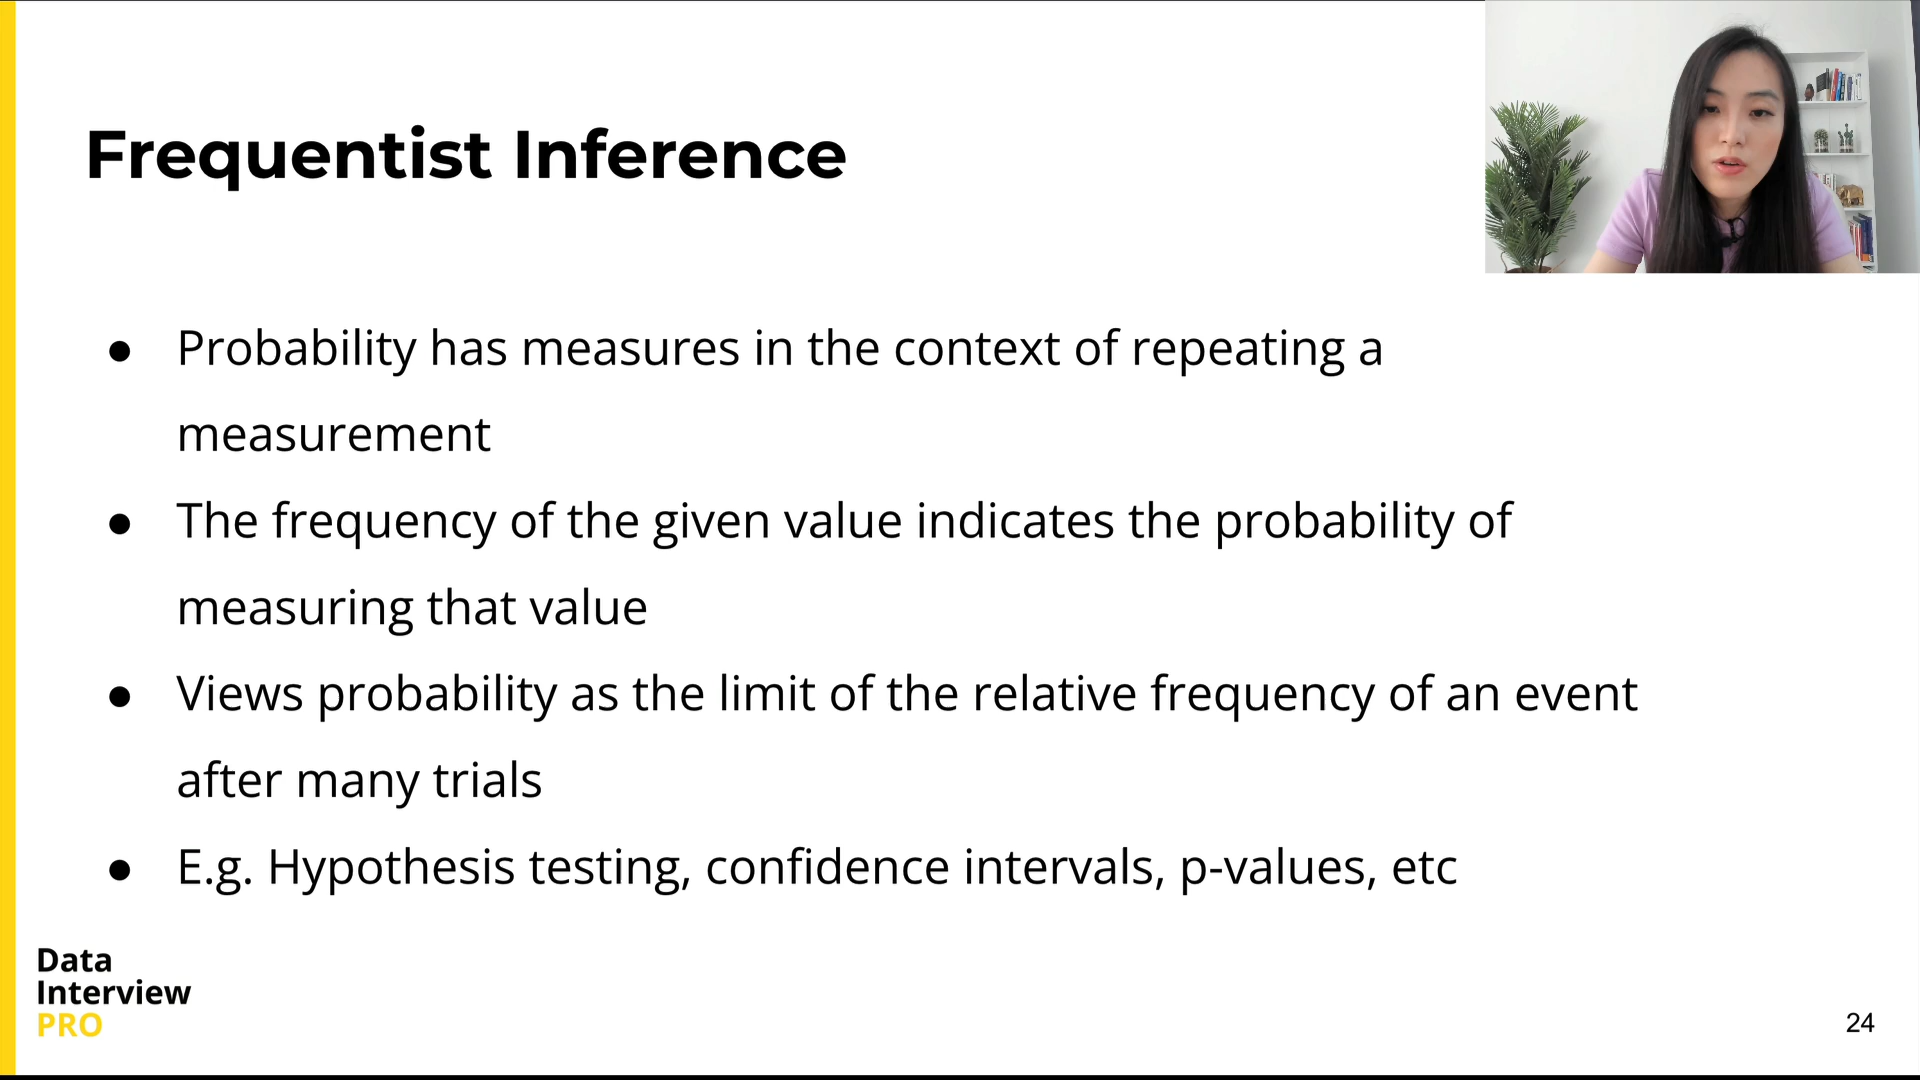 Frequentist Inference
● Probability has measures in the context of repeating a
measurement
● The frequency of the given value indicates the probability of
measuring that value
● Views probability as the limit of the relative frequency of an event
after many trials
● E.g. Hypothesis testing, confidence intervals, p-values, etc
Data
Interview
PRO
24